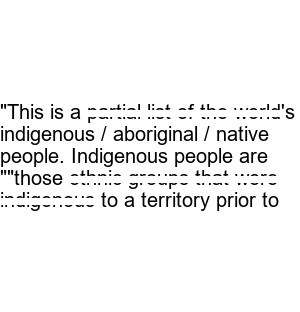 "This is a partial list of the world's
indigenous / aboriginal / native
people. Indigenous people are
""those ethnic groups that were
indigenous to a territory prior to